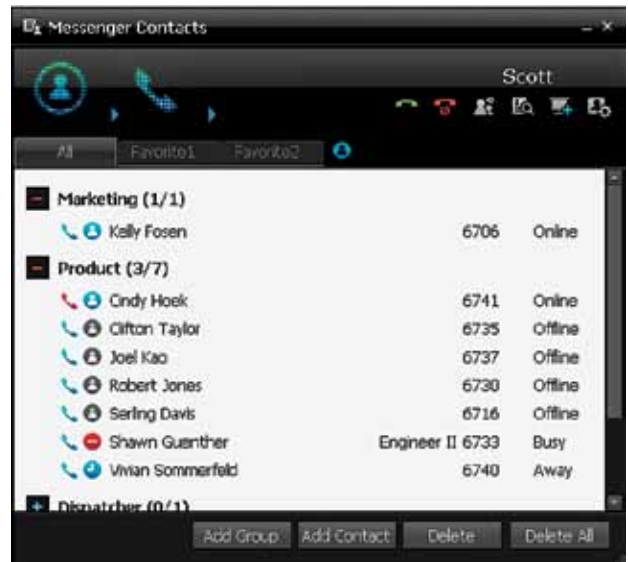 Messenger Contacts
Scott
All Favorito1 Favorito2
Marketing (1/1)
Kelly Fosen 6706 Online
Product (3/7)
Cindy Hoek 6741 Online
Clifton Taylor 6735 Offline
Joel Kao 6737 Offline
Robert Jones 6730 Offline
Serling Davis 6716 Offline
Shawn Guenther Engineer II 6733 Busy
Vivian Sommerfeld 6740 Away
Dispatcher (0/1)
Add Group Add Contact Delete Delete All